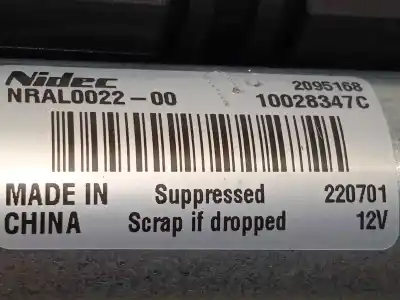 Nidec 2095168
NRAL0022-00 10028347C
MADE IN Suppressed 220701
CHINA Scrap if dropped 12V